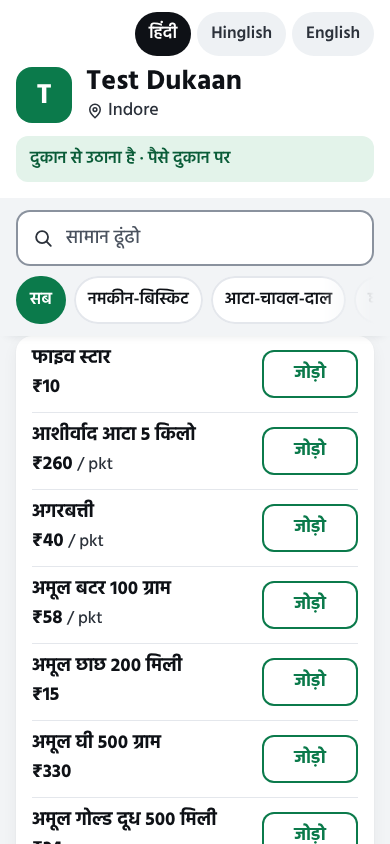 हिंदी
Hinglish
English
T
Test Dukaan
Indore
दुकान से उठाना है · पैसे दुकान पर
सामान ढूंढो
सब
नमकीन-बिस्किट
आटा-चावल-दाल
फाइव स्टार
₹10
जोड़ो
आशीर्वाद आटा 5 किलो
₹260 / pkt
जोड़ो
अगरबत्ती
₹40 / pkt
जोड़ो
अमूल बटर 100 ग्राम
₹58 / pkt
जोड़ो
अमूल छाछ 200 मिली
₹15
जोड़ो
अमूल घी 500 ग्राम
₹330
जोड़ो
अमूल गोल्ड दूध 500 मिली
जोड़ो